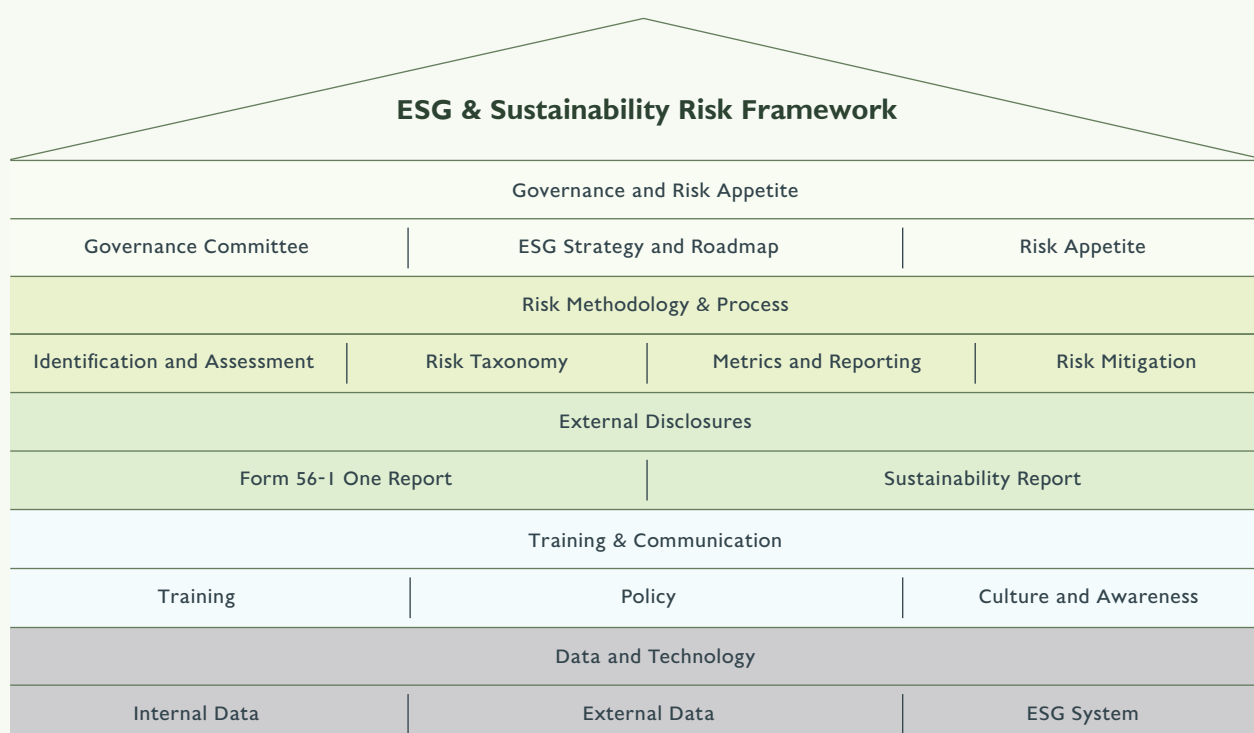 ESG & Sustainability Risk Framework
Governance and Risk Appetite
Governance Committee
ESG Strategy and Roadmap
Risk Appetite
Risk Methodology & Process
Identification and Assessment
Risk Taxonomy
Metrics and Reporting
Risk Mitigation
External Disclosures
Form 56-1 One Report
Sustainability Report
Training & Communication
Training
Policy
Culture and Awareness
Data and Technology
Internal Data
External Data
ESG System